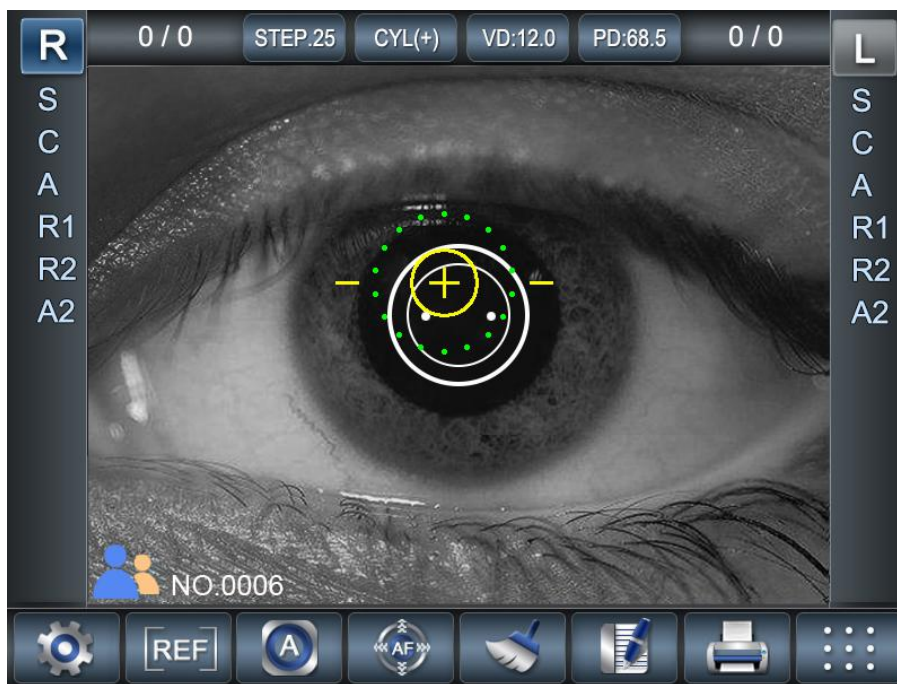 R 0 / 0 STEP.25 CYL(+) VD:12.0 PD:68.5 0 / 0 L
S S
C C
A A
R1 R1
R2 R2
A2 A2
NO.0006
[REF] A AF